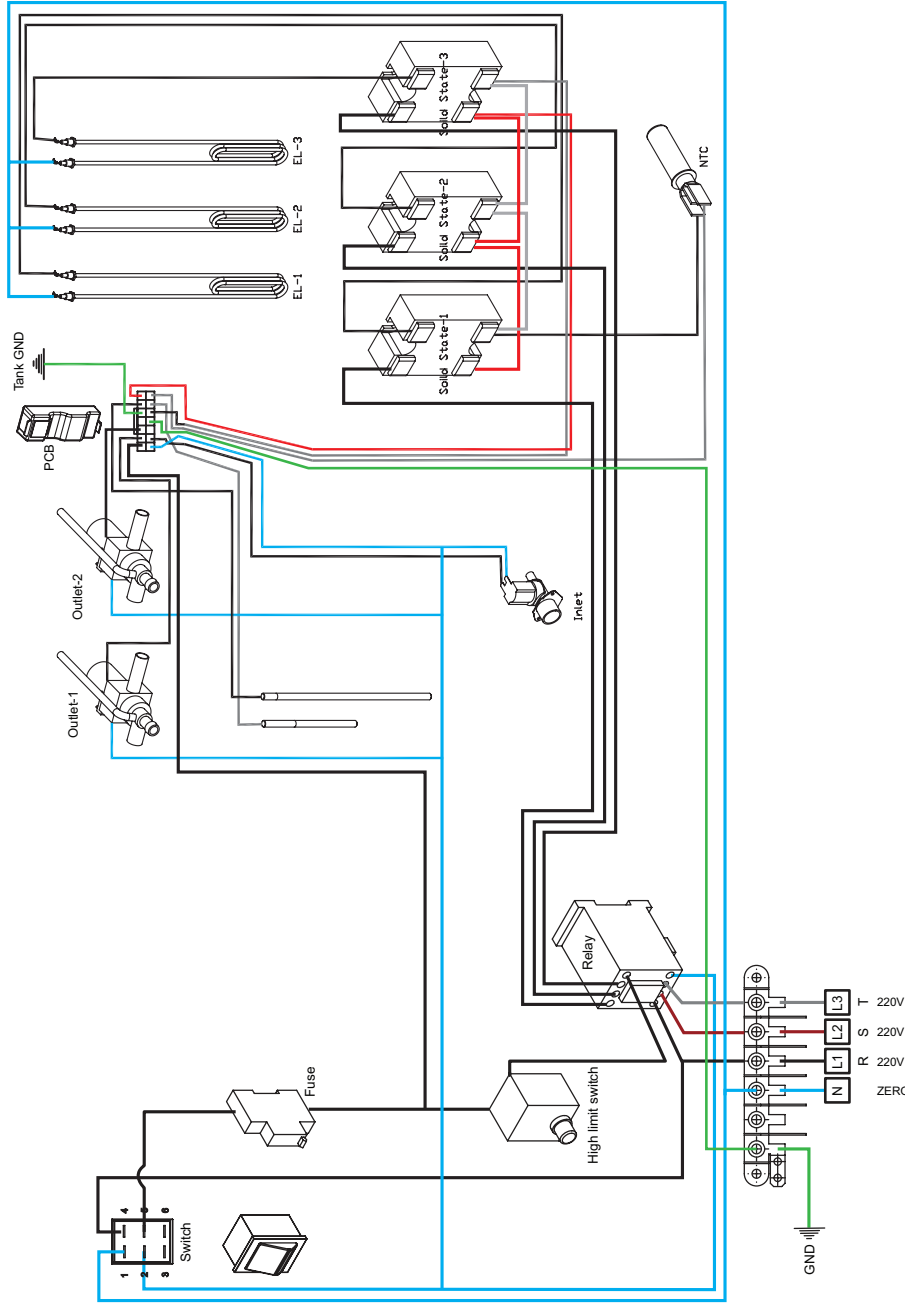 Tank GND
PCB
EL-1
EL-2
EL-3
Solid State-1
Solid State-2
Solid State-3
NTC
Outlet-2
Outlet-1
Inlet
Relay
Fuse
High limit switch
Switch
1
2
3
4
5
6
L3 T 220V
L2 S 220V
L1 R 220V
N ZERO
GND